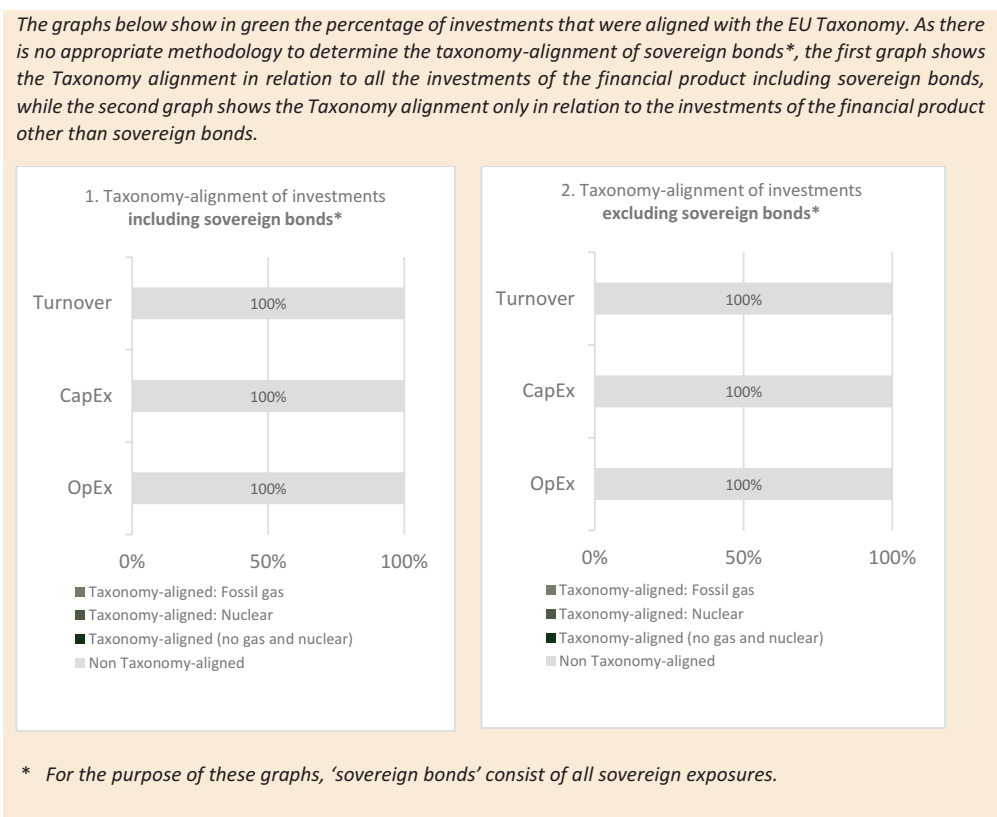 The graphs below show in green the percentage of investments that were aligned with the EU Taxonomy. As there
is no appropriate methodology to determine the taxonomy-alignment of sovereign bonds*, the first graph shows
the Taxonomy alignment in relation to all the investments of the financial product including sovereign bonds,
while the second graph shows the Taxonomy alignment only in relation to the investments of the financial product
other than sovereign bonds.
1. Taxonomy-alignment of investments
including sovereign bonds*
Turnover
100%
CapEx
100%
OpEx
100%
0% 50% 100%
Taxonomy-aligned: Fossil gas
Taxonomy-aligned: Nuclear
Taxonomy-aligned (no gas and nuclear)
Non Taxonomy-aligned
2. Taxonomy-alignment of investments
excluding sovereign bonds*
Turnover
100%
CapEx
100%
OpEx
100%
0% 50% 100%
Taxonomy-aligned: Fossil gas
Taxonomy-aligned: Nuclear
Taxonomy-aligned (no gas and nuclear)
Non Taxonomy-aligned
* For the purpose of these graphs, ‘sovereign bonds’ consist of all sovereign exposures.